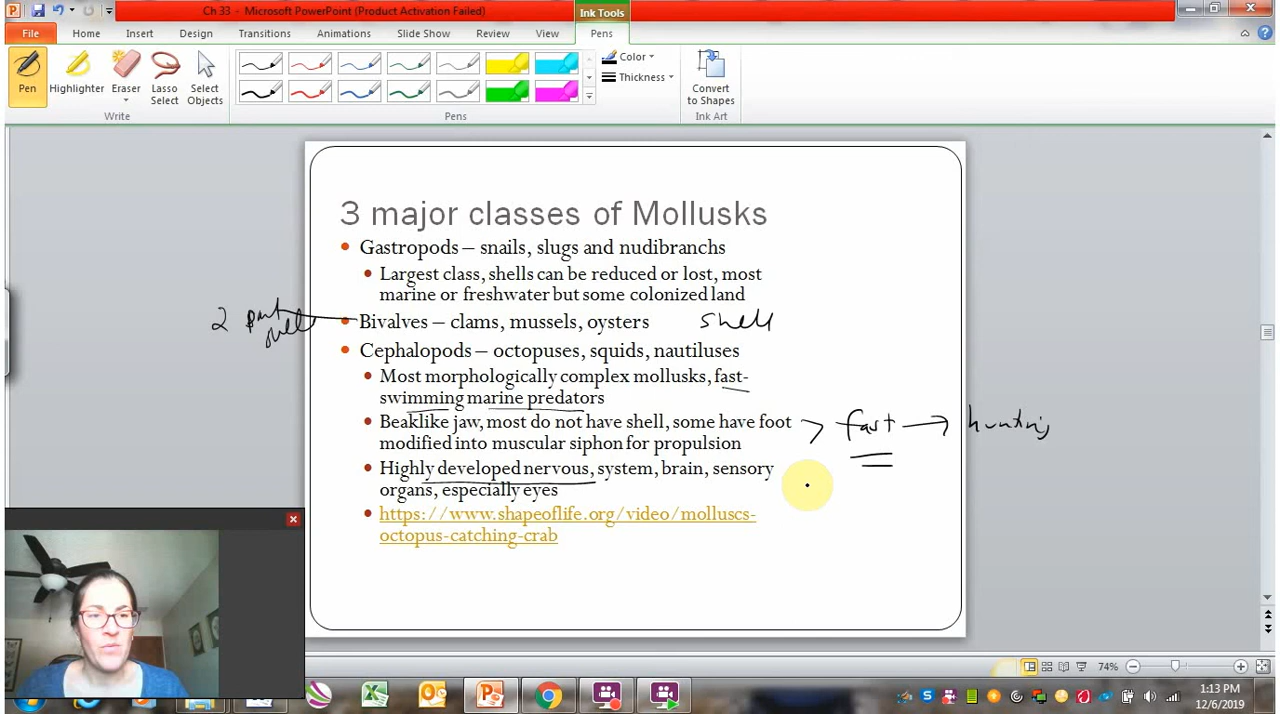 Ch 33 - Microsoft PowerPoint (Product Activation Failed)
Ink Tools
File Home Insert Design Transitions Animations Slide Show Review View Pens
Pen Highlighter Eraser Lasso Select Select Objects
Color
Thickness
Convert to Shapes
Write Pens Ink Art
3 major classes of Mollusks
Gastropods – snails, slugs and nudibranchs
Largest class, shells can be reduced or lost, most
marine or freshwater but some colonized land
2 part shell
Bivalves – clams, mussels, oysters shell
Cephalopods – octopuses, squids, nautiluses
Most morphologically complex mollusks, fast-
swimming marine predators
Beaklike jaw, most do not have shell, some have foot
modified into muscular siphon for propulsion
fast → hunting
Highly developed nervous, system, brain, sensory
organs, especially eyes
https://www.shapeoflife.org/video/molluscs-
octopus-catching-crab
74%
1:13 PM
12/6/2019